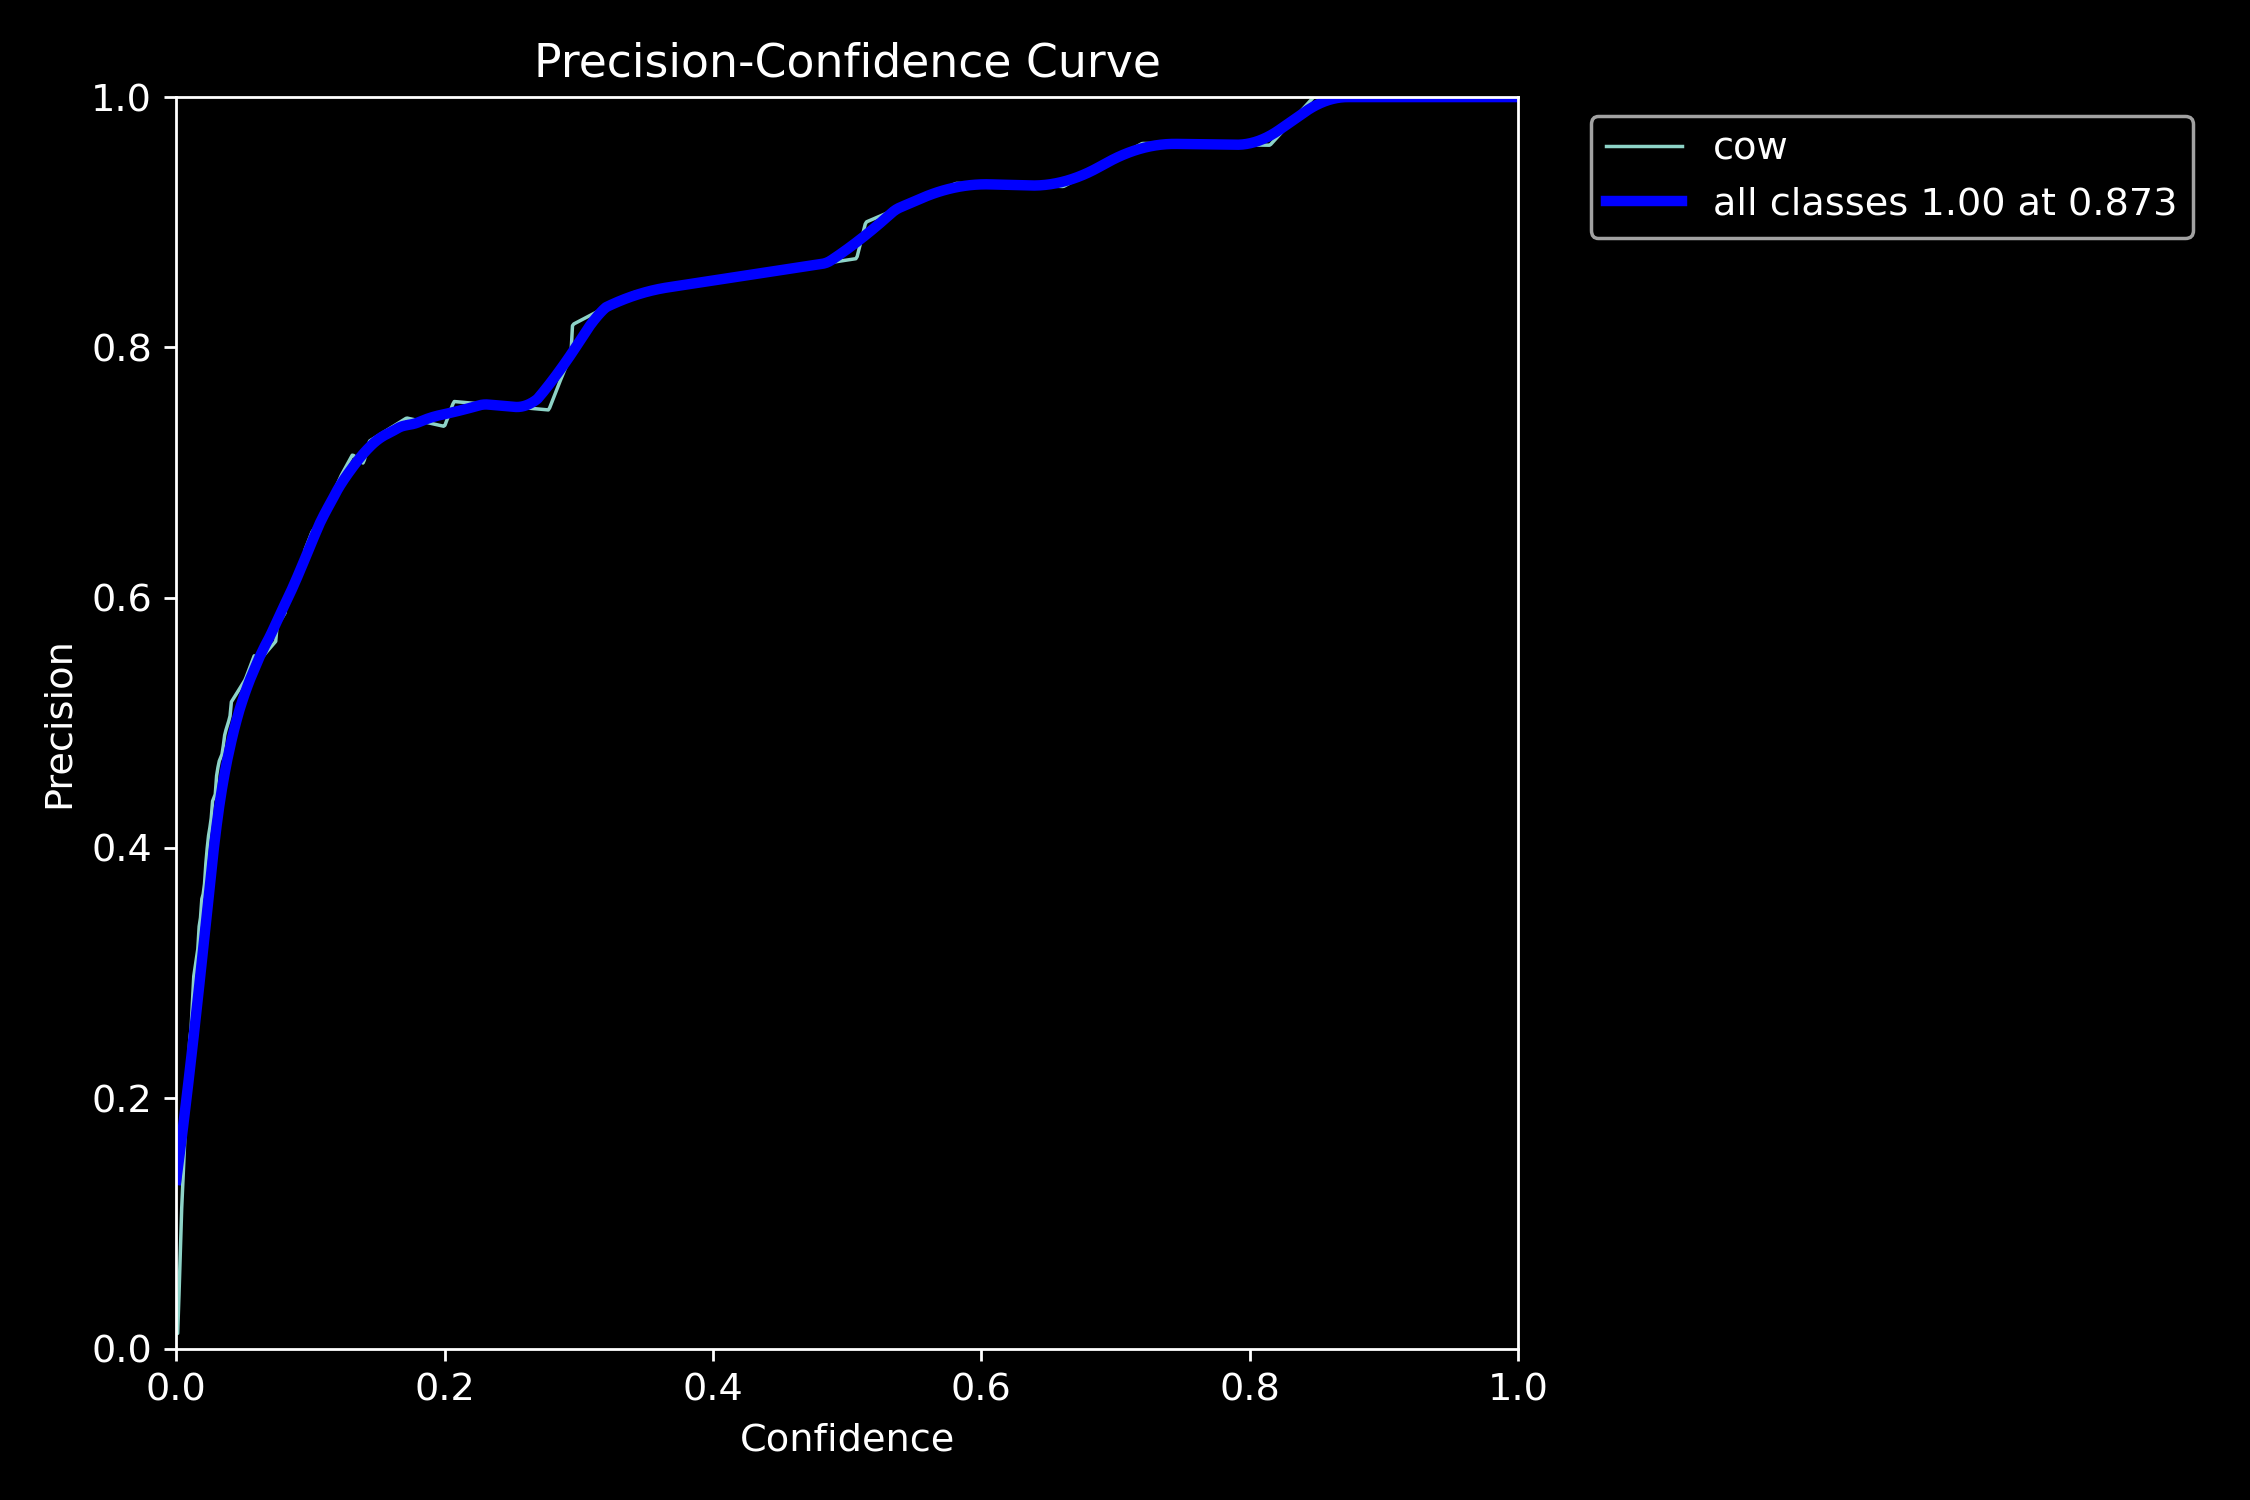 Precision-Confidence Curve
cow
all classes 1.00 at 0.873
1.0
0.8
0.6
0.4
0.2
0.0
Precision
0.0 0.2 0.4 0.6 0.8 1.0
Confidence